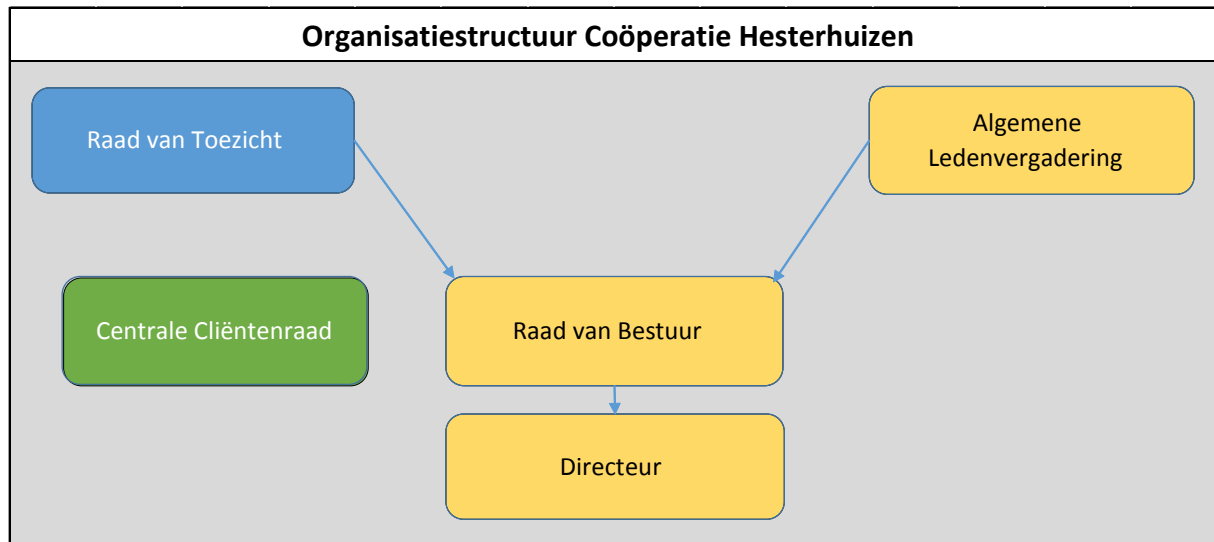 Organisatiestructuur Coöperatie Hesterhuizen
Raad van Toezicht
Algemene
Ledenvergadering
Centrale Cliëntenraad
Raad van Bestuur
Directeur